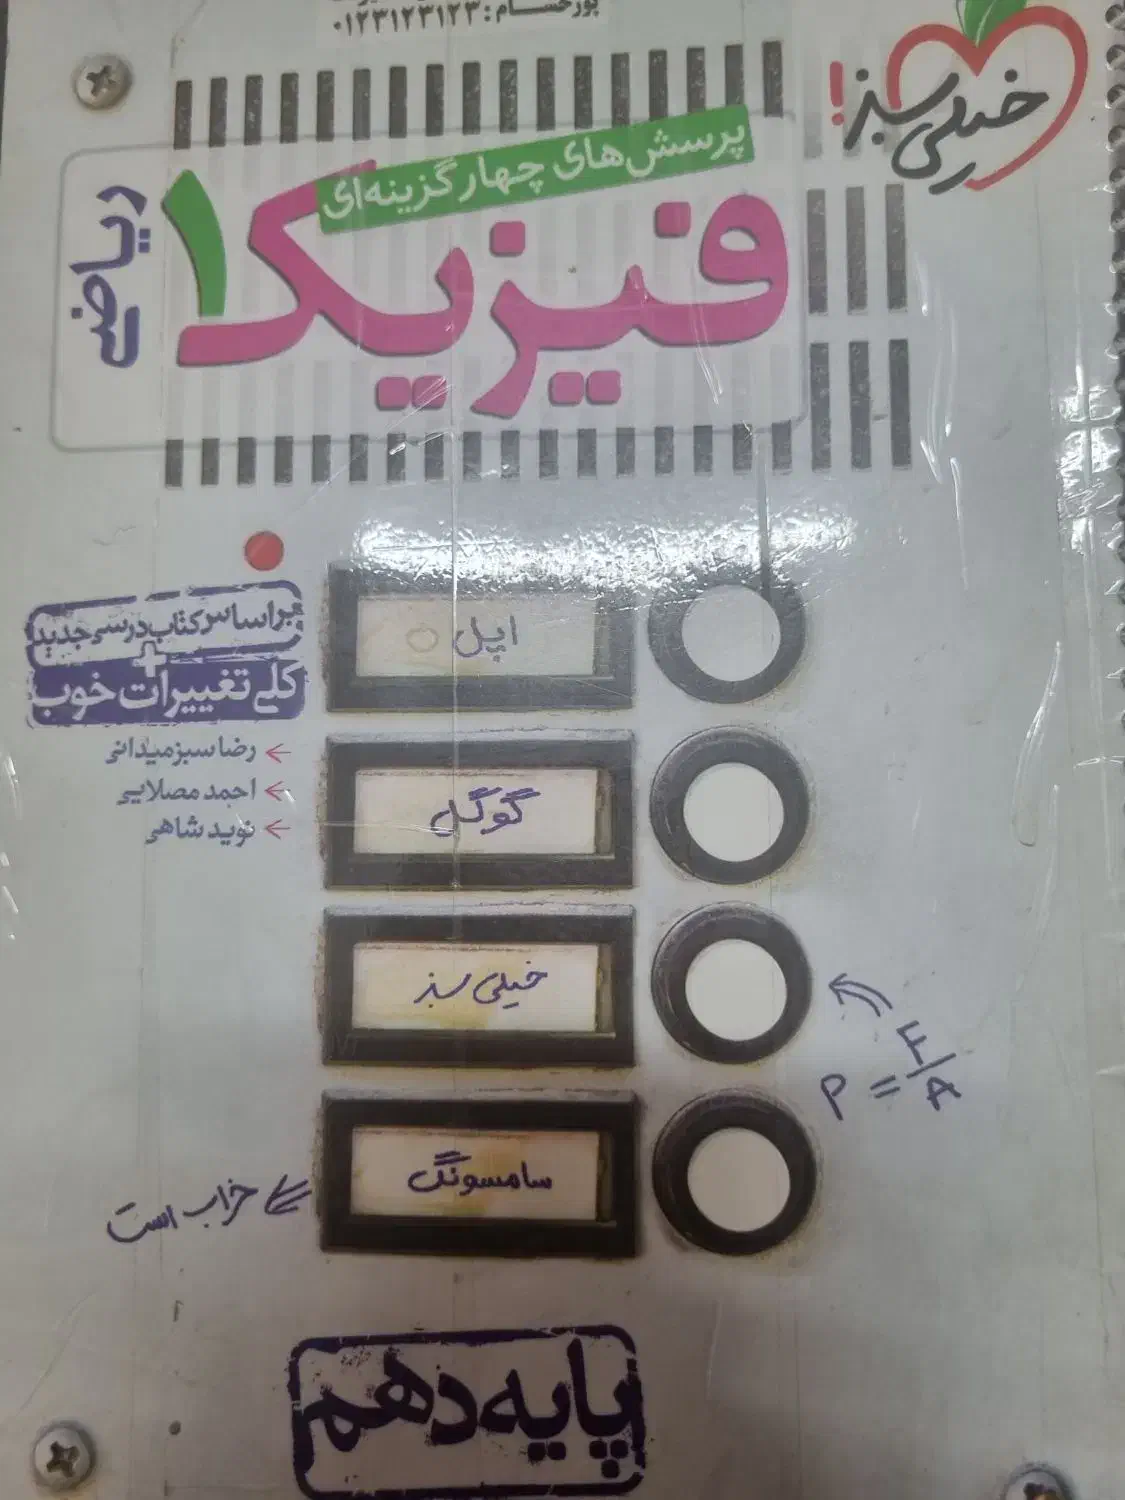 پورحسام : ۰۱۲۳۱۲۳۱۲۳
خیلی سبز!
پرسش‌های چهارگزینه‌ای
فیزیک ۱
ریاضی
براساس کتاب درسی جدید
+
کلی تغییرات خوب
رضا سبزمیدانی
احمد مصلایی
نوید شاهی
اپل
گوگل
خیلی سبز
P = F/A
سامسونگ
خراب است
پایه دهم